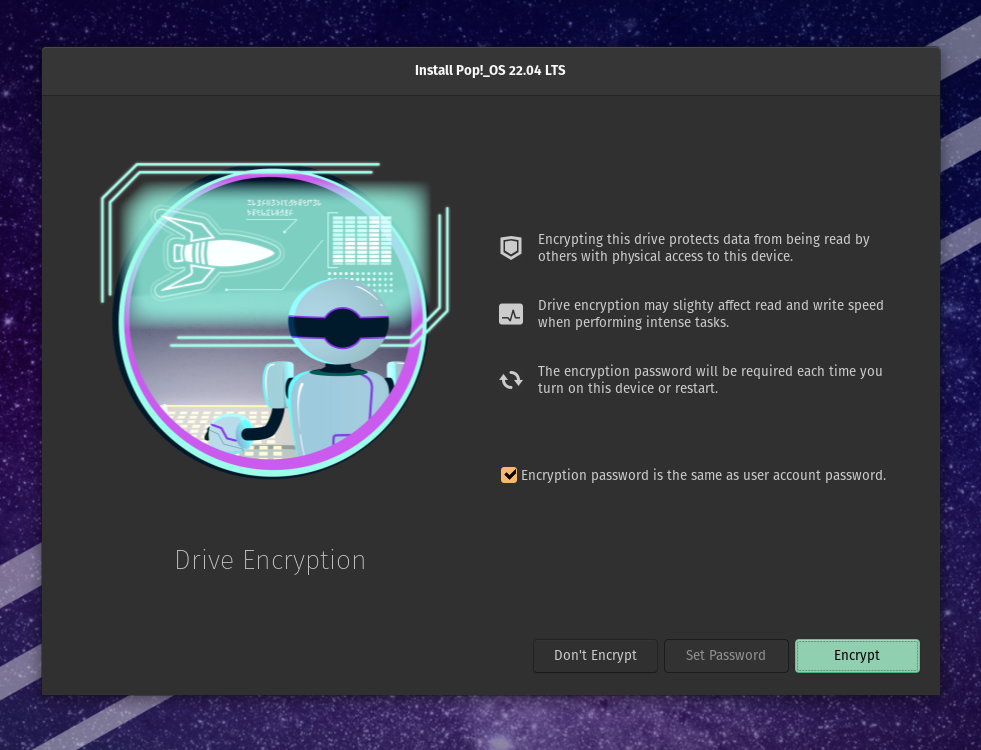 Install Pop!_OS 22.04 LTS
Encrypting this drive protects data from being read by
others with physical access to this device.
Drive encryption may slighty affect read and write speed
when performing intense tasks.
The encryption password will be required each time you
turn on this device or restart.
Encryption password is the same as user account password.
Drive Encryption
Don't Encrypt
Set Password
Encrypt